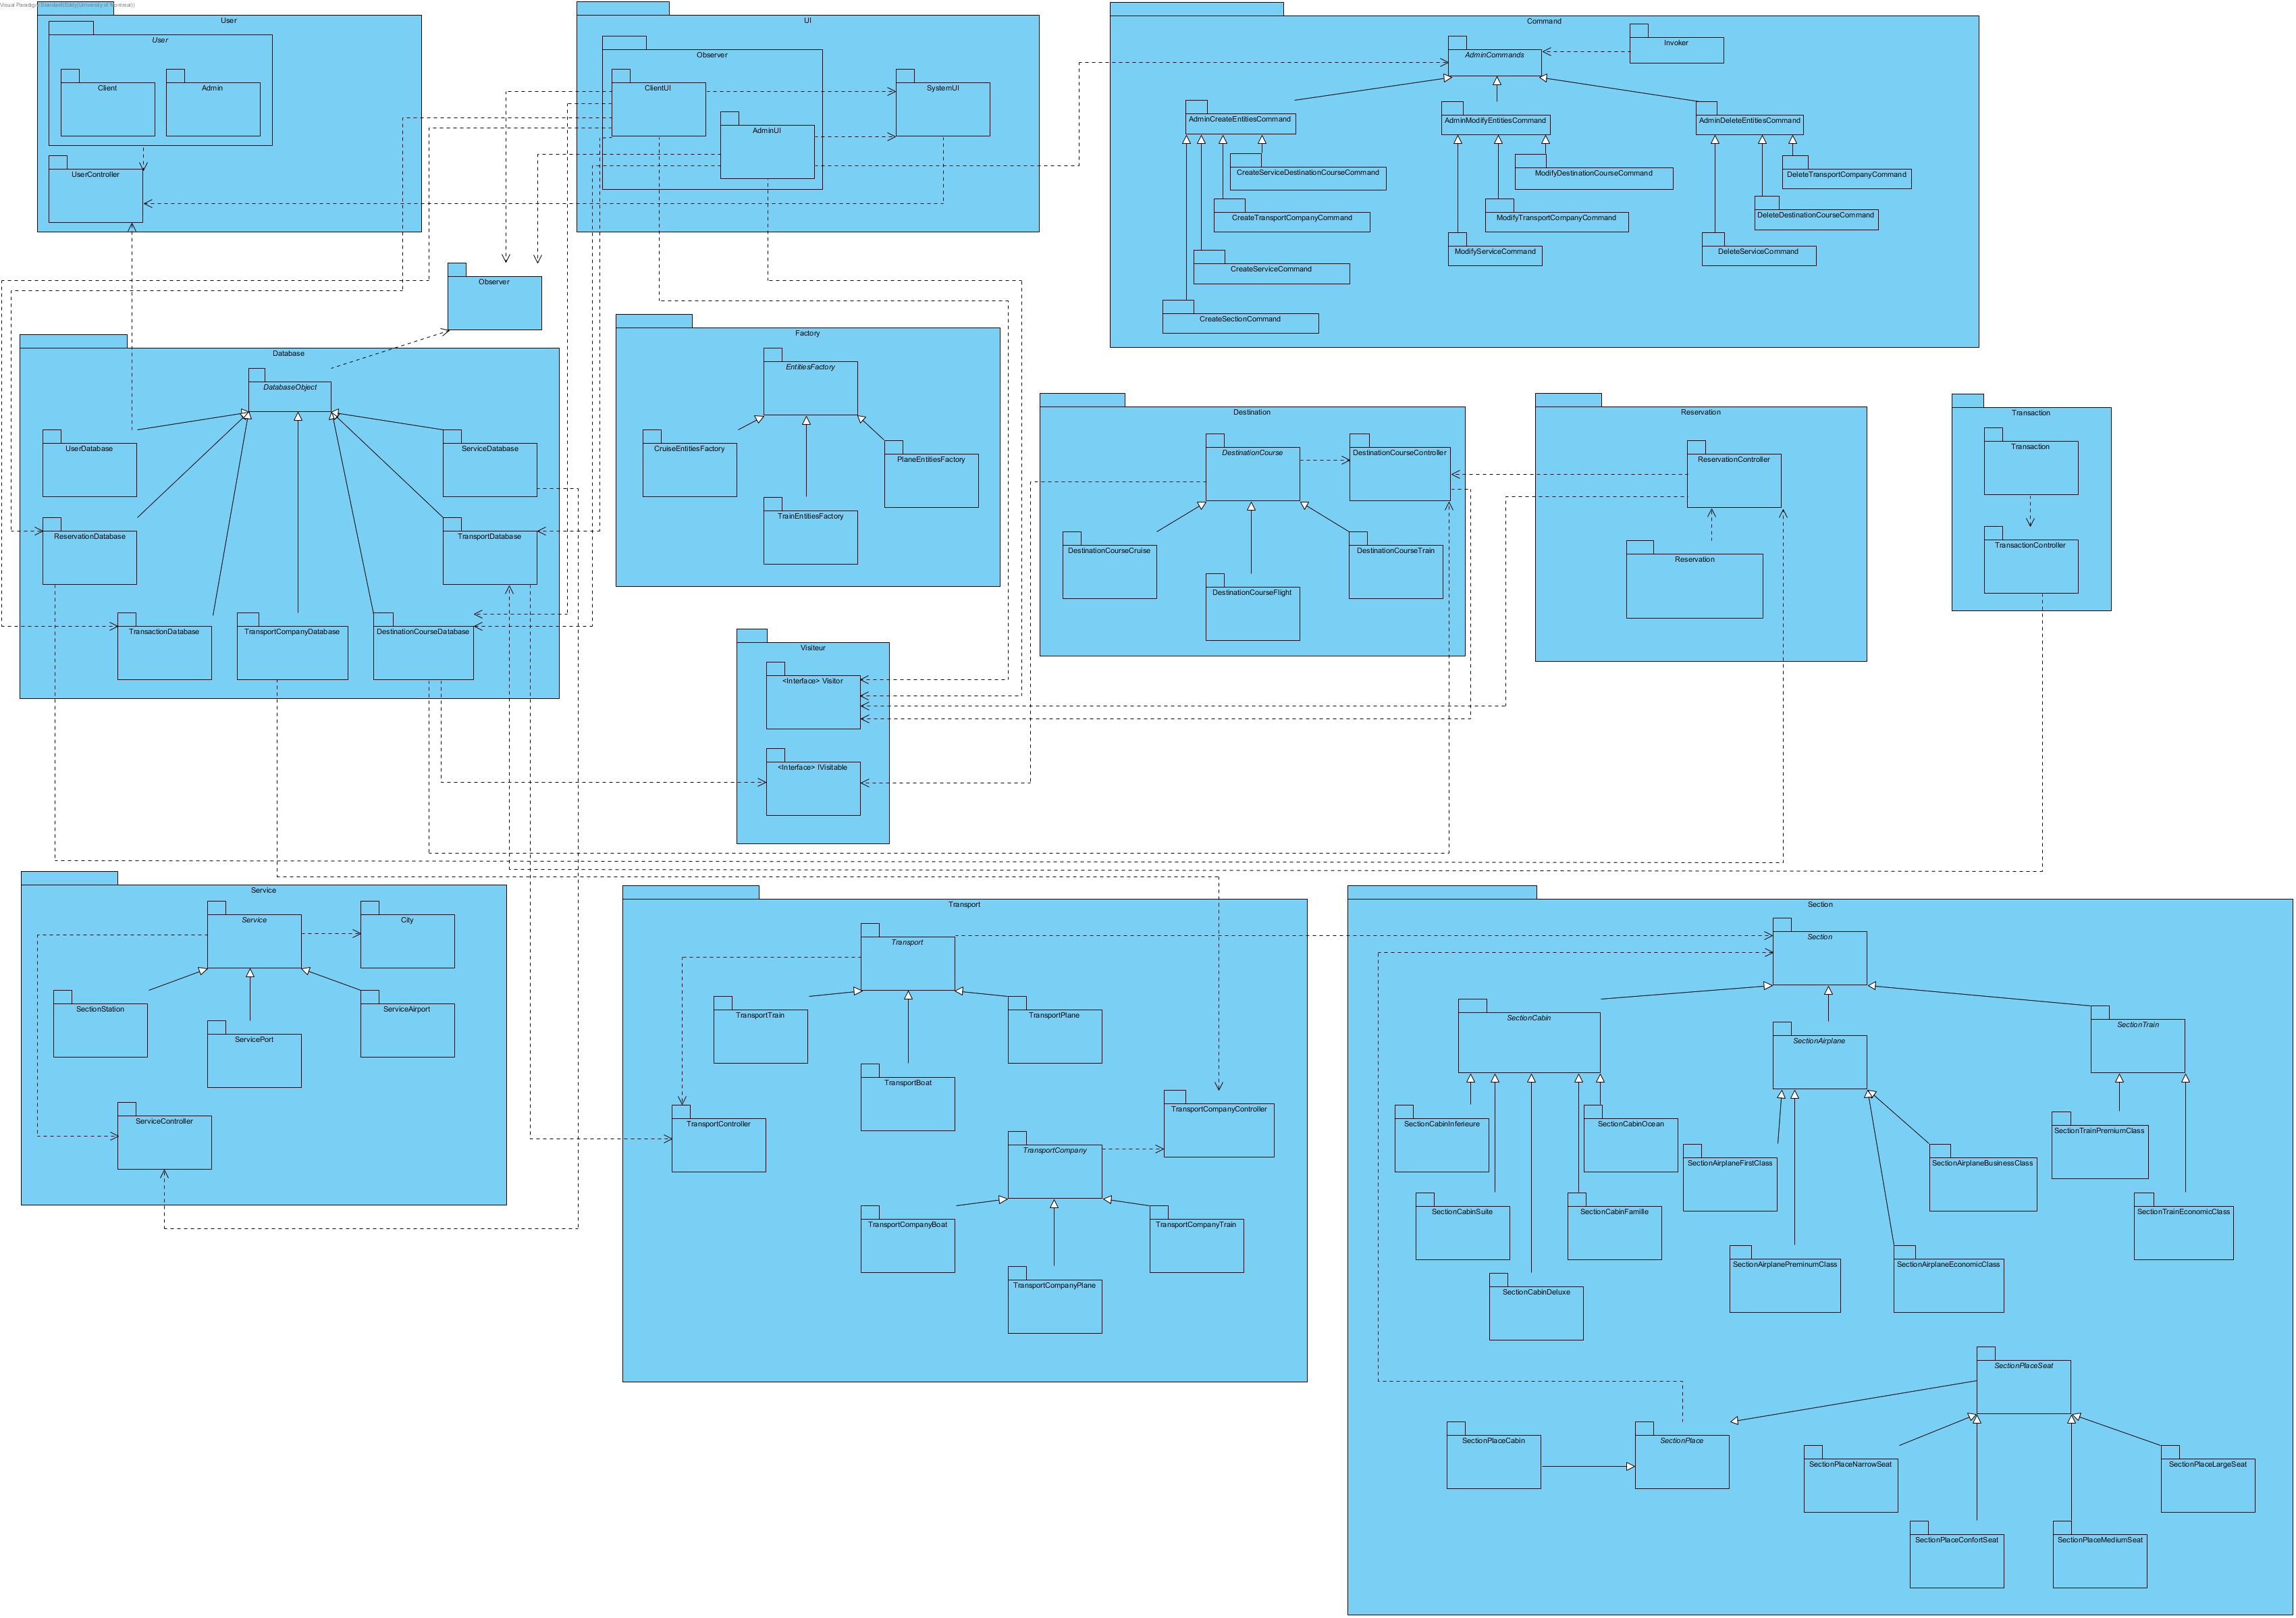 Visual Paradigm Standard(Eddy(University of Montreal))
User
User
Client
Admin
UserController
UI
Observer
ClientUI
AdminUI
SystemUI
Command
AdminCommands
Invoker
AdminCreateEntitiesCommand
AdminModifyEntitiesCommand
AdminDeleteEntitiesCommand
CreateServiceDestinationCourseCommand
CreateTransportCompanyCommand
CreateServiceCommand
CreateSectionCommand
ModifyDestinationCourseCommand
ModifyTransportCompanyCommand
ModifyServiceCommand
DeleteTransportCompanyCommand
DeleteDestinationCourseCommand
DeleteServiceCommand
Observer
Database
DatabaseObject
UserDatabase
ServiceDatabase
ReservationDatabase
TransportDatabase
TransactionDatabase
TransportCompanyDatabase
DestinationCourseDatabase
Factory
EntitiesFactory
CruiseEntitiesFactory
PlaneEntitiesFactory
TrainEntitiesFactory
Destination
DestinationCourse
DestinationCourseController
DestinationCourseCruise
DestinationCourseTrain
DestinationCourseFlight
Reservation
ReservationController
Reservation
Transaction
Transaction
TransactionController
Visiteur
<Interface> Visitor
<Interface> IVisitable
Service
Service
City
SectionStation
ServiceAirport
ServicePort
ServiceController
Transport
Transport
TransportTrain
TransportPlane
TransportBoat
TransportController
TransportCompanyController
TransportCompany
TransportCompanyBoat
TransportCompanyTrain
TransportCompanyPlane
Section
Section
SectionCabin
SectionAirplane
SectionTrain
SectionCabinInferieure
SectionCabinOcean
SectionCabinSuite
SectionCabinFamille
SectionCabinDeluxe
SectionAirplaneFirstClass
SectionAirplaneBusinessClass
SectionAirplanePreminumClass
SectionAirplaneEconomicClass
SectionTrainPremiumClass
SectionTrainEconomicClass
SectionPlaceSeat
SectionPlaceCabin
SectionPlace
SectionPlaceNarrowSeat
SectionPlaceLargeSeat
SectionPlaceConfortSeat
SectionPlaceMediumSeat